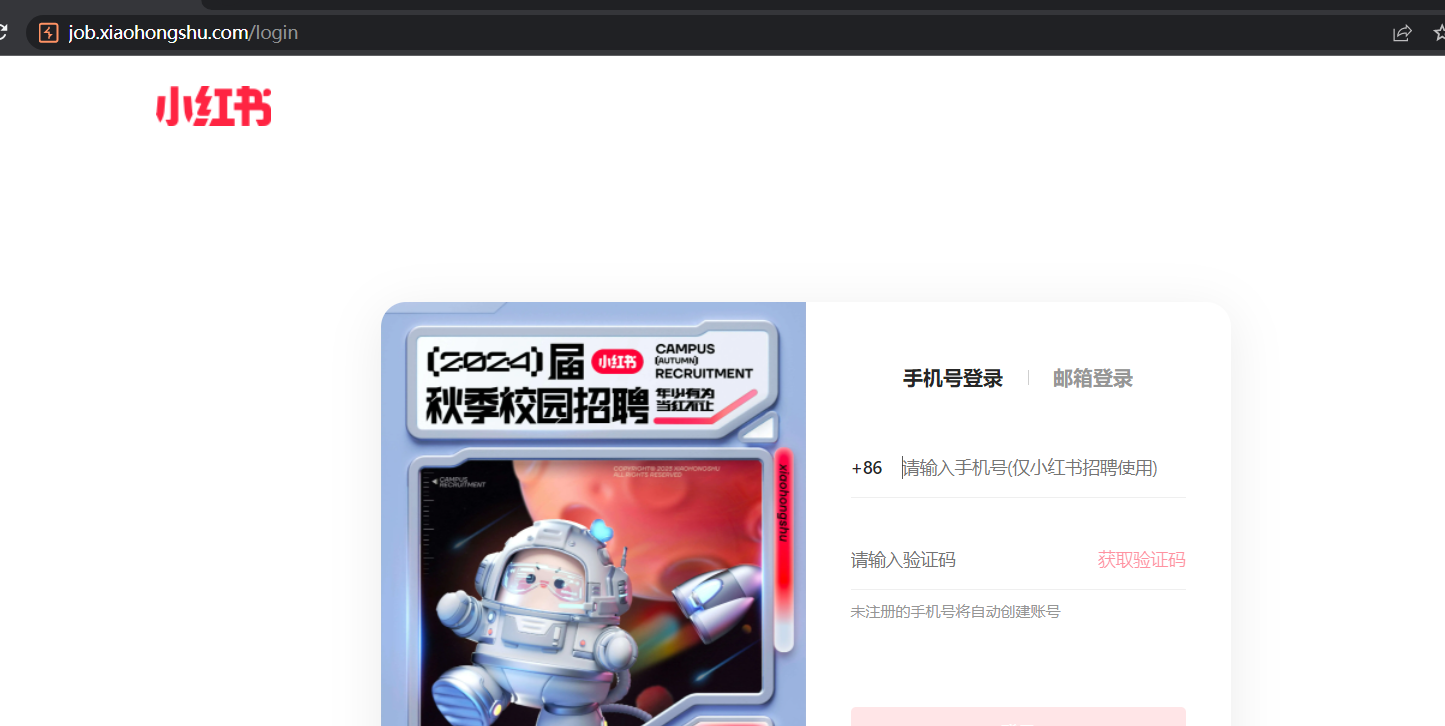 job.xiaohongshu.com/login
小红书
(2024)届 小红书
CAMPUS
(AUTUMN)
RECRUITMENT
秋季校园招聘
年少有为
当红不让
COPYRIGHT© 2023 XIAOHONGSHU
ALL RIGHTS RESERVED
CAMPUS
RECRUITMENT
xiaohongshu
手机号登录 邮箱登录
+86 请输入手机号(仅小红书招聘使用)
请输入验证码 获取验证码
未注册的手机号将自动创建账号